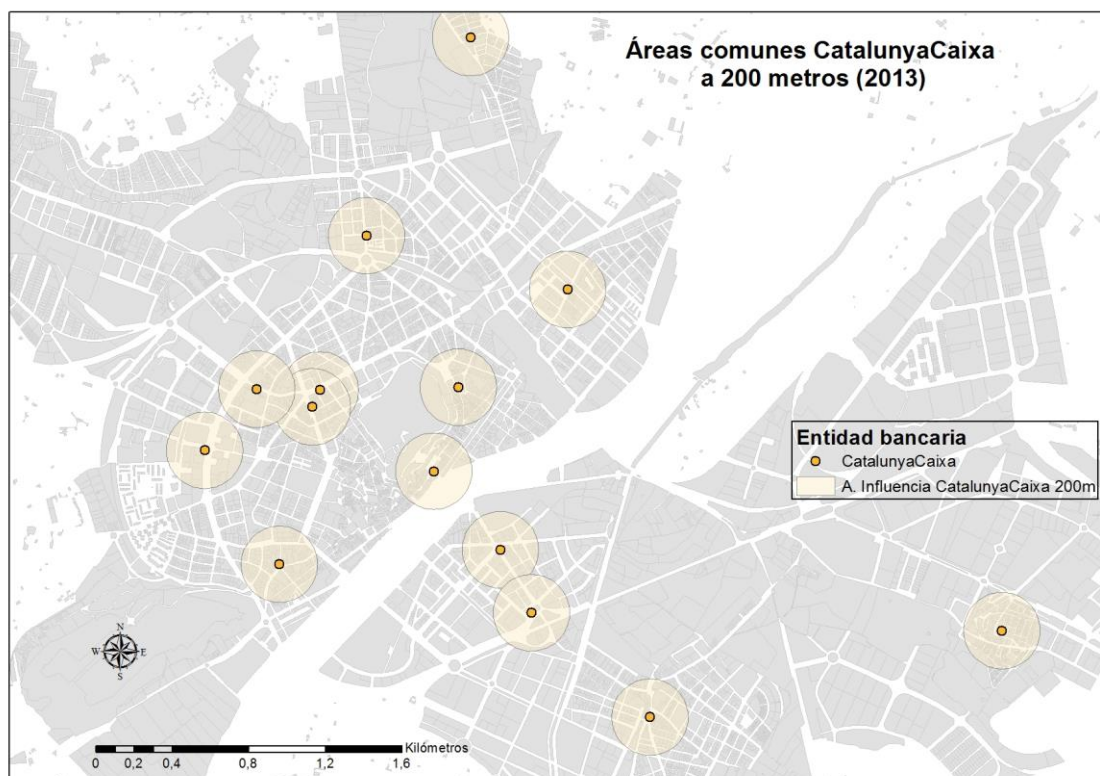 Áreas comunes CatalunyaCaixa
a 200 metros (2013)
Entidad bancaria
CatalunyaCaixa
A. Influencia CatalunyaCaixa 200m
N
W E
S
Kilómetros
0 0,2 0,4 0,8 1,2 1,6